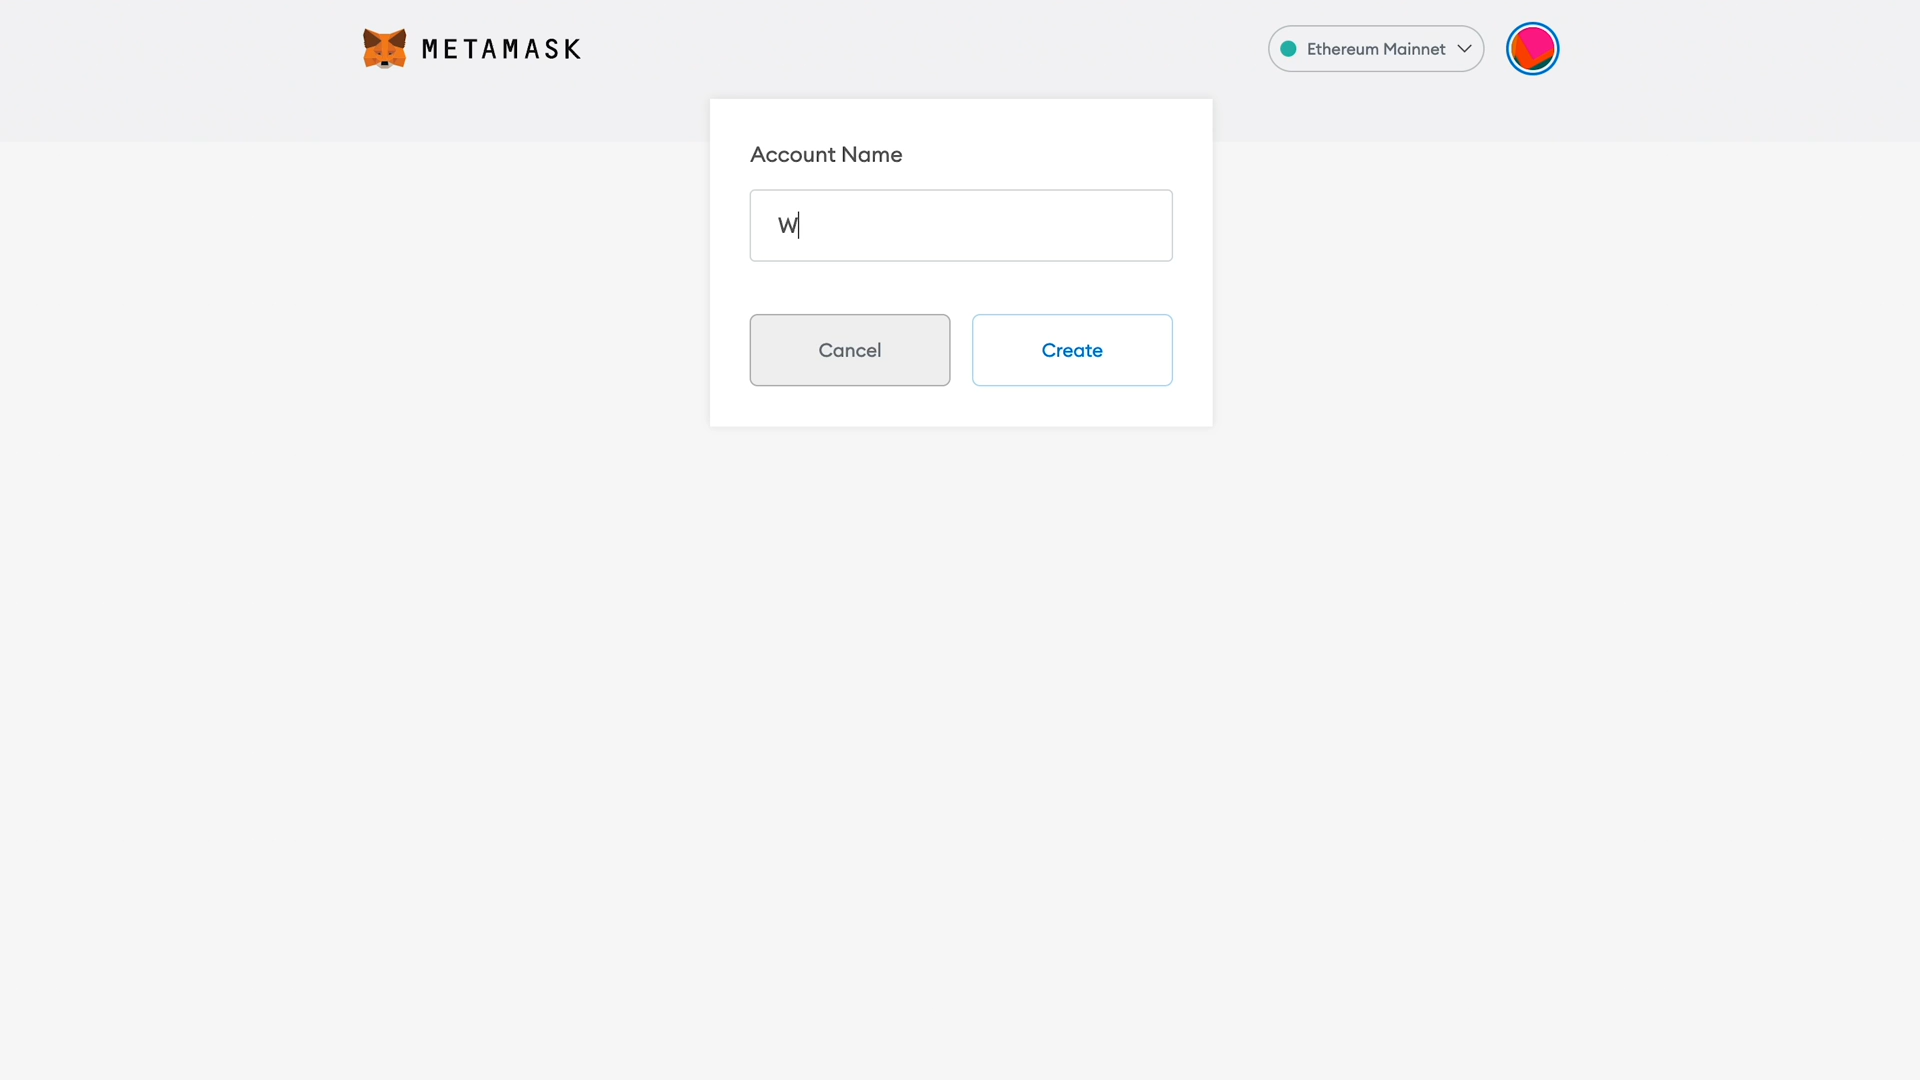 METAMASK
Ethereum Mainnet
Account Name
W
Cancel
Create